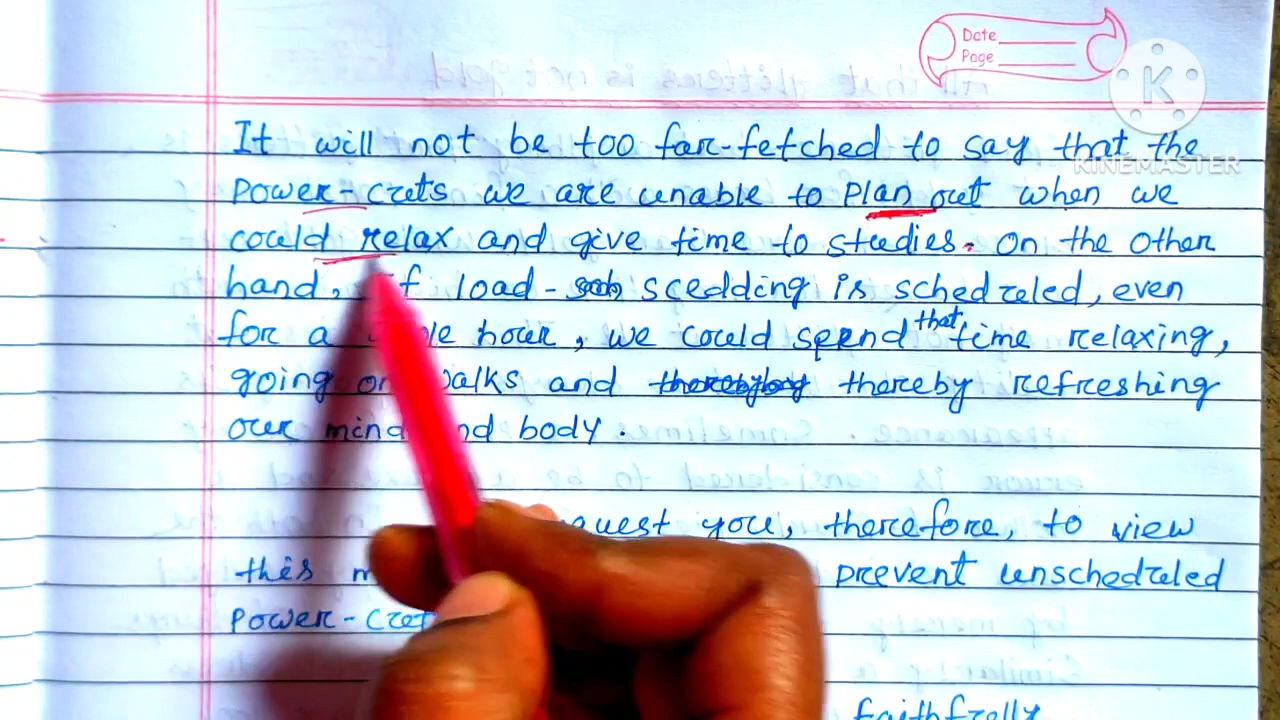 Date
Page
K
KINEMASTER
It will not be too far-fetched to say that the
power-cuts we are unable to plan out when we
could relax and give time to studies. On the other
hand, if load - scedding is scheduled, even
for a hour, we could spend that time relaxing,
going on walks and thereby refreshing
our mind and body.
you, therefore, to view
this prevent unscheduled
power-cut
faithfully